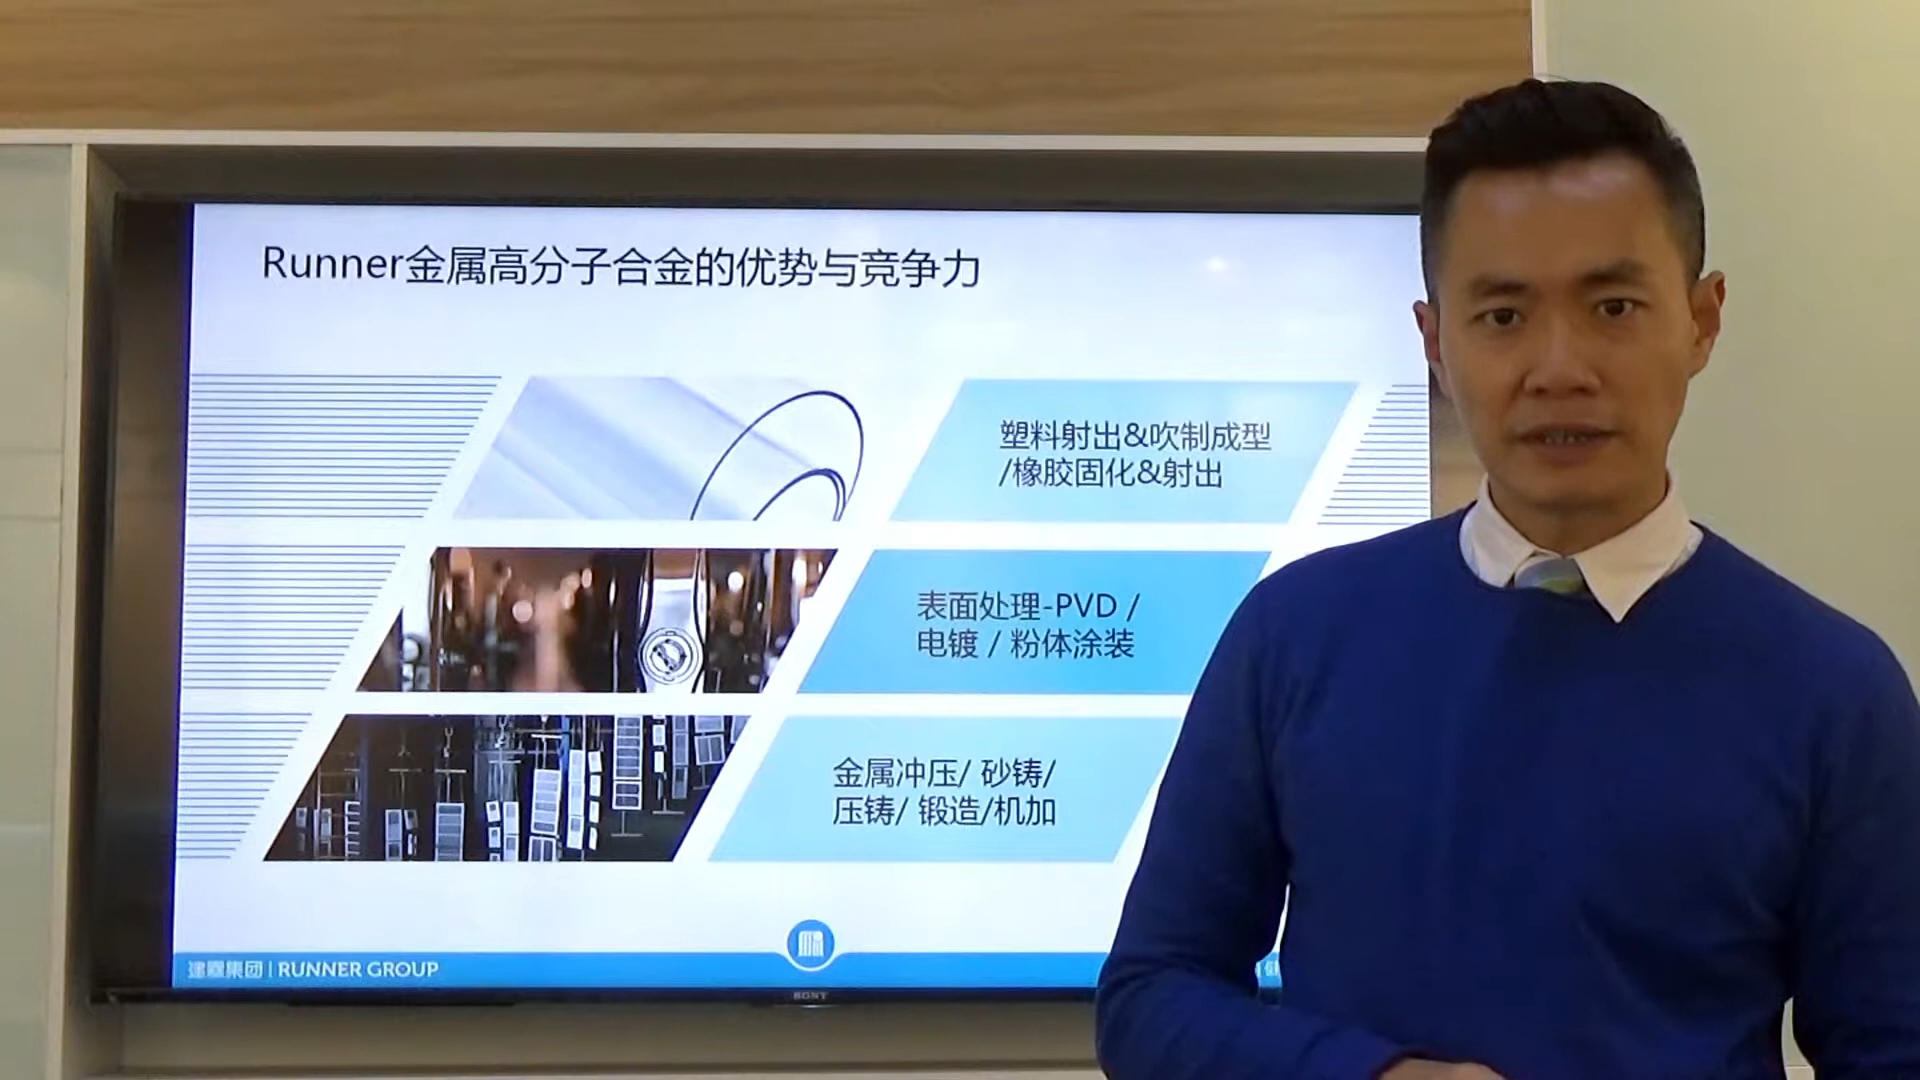 Runner金属高分子合金的优势与竞争力
塑料射出&吹制成型
/橡胶固化&射出
表面处理-PVD /
电镀 / 粉体涂装
金属冲压/ 砂铸/
压铸/ 锻造/机加
建霖集团 | RUNNER GROUP
SONY